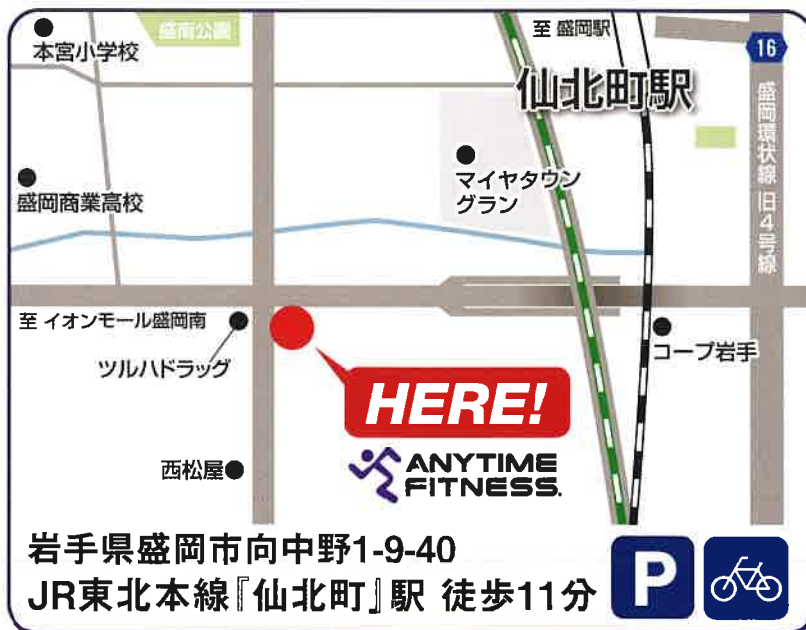 本宮小学校
盛南公園
至 盛岡駅
16
仙北町駅
盛岡環状線 旧4号線
盛岡商業高校
マイヤタウン
グラン
至 イオンモール盛岡南
ツルハドラッグ
コープ岩手
HERE!
西松屋
ANYTIME
FITNESS.
岩手県盛岡市向中野1-9-40
JR東北本線『仙北町』駅 徒歩11分
P